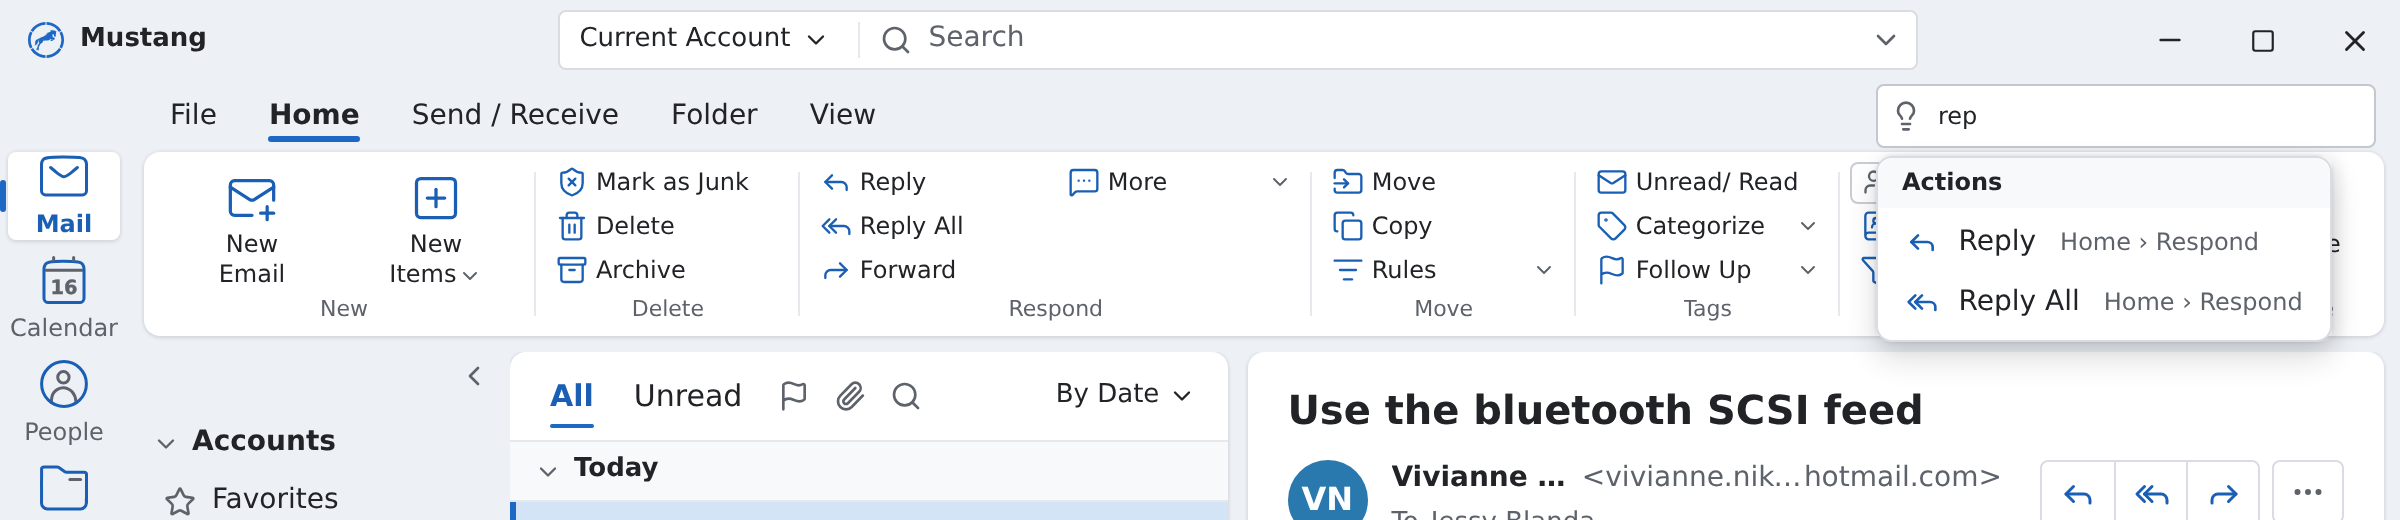 Mustang
Current Account
Search
File Home Send / Receive Folder View
rep
Mail
16
Calendar
People
New Email
New Items
New
Mark as Junk
Delete
Archive
Delete
Reply
Reply All
Forward
More
Respond
Move
Copy
Rules
Move
Unread/ Read
Categorize
Follow Up
Tags
Actions
Reply Home › Respond
Reply All Home › Respond
Accounts
Favorites
All Unread By Date
Today
Use the bluetooth SCSI feed
VN
Vivianne ... <vivianne.nik...hotmail.com>
To Jessy Blanda